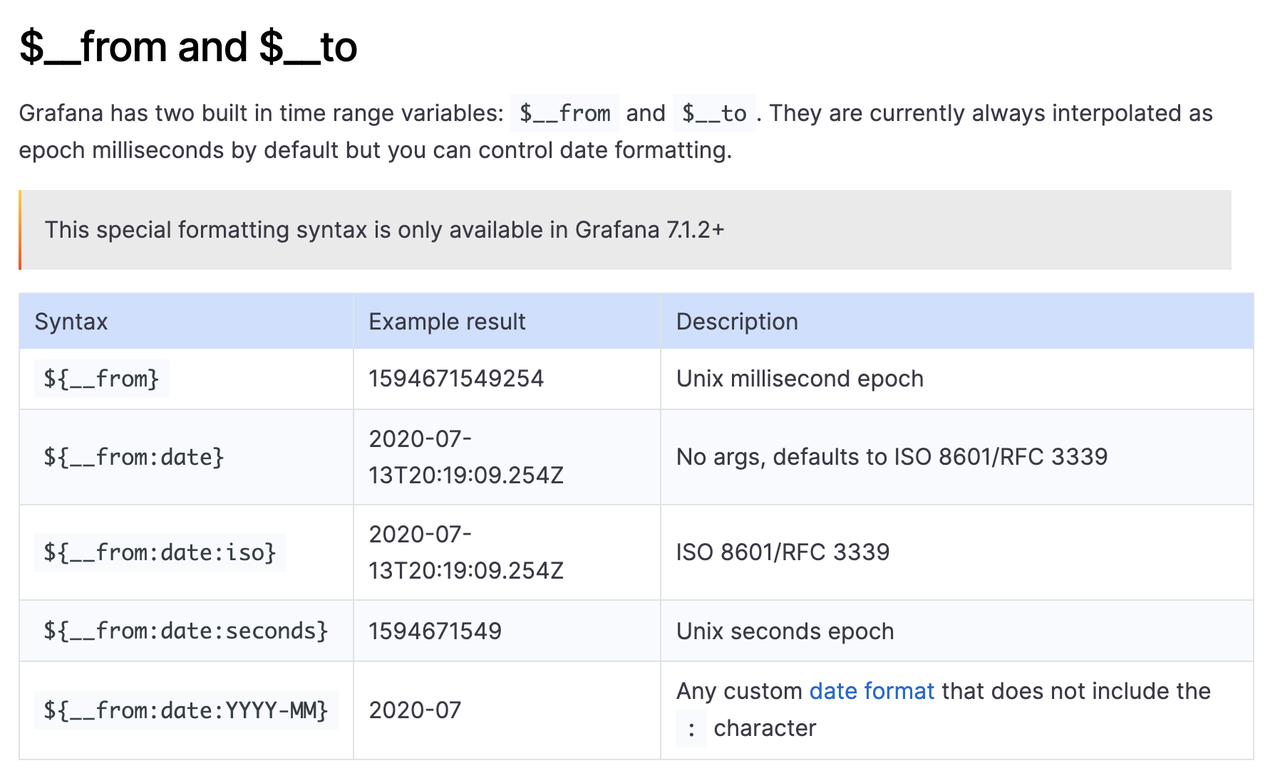 $__from and $__to
Grafana has two built in time range variables: $__from and $__to . They are currently always interpolated as
epoch milliseconds by default but you can control date formatting.
This special formatting syntax is only available in Grafana 7.1.2+
Syntax Example result Description
${__from} 1594671549254 Unix millisecond epoch
${__from:date} 2020-07-
13T20:19:09.254Z No args, defaults to ISO 8601/RFC 3339
${__from:date:iso} 2020-07-
13T20:19:09.254Z ISO 8601/RFC 3339
${__from:date:seconds} 1594671549 Unix seconds epoch
${__from:date:YYYY-MM} 2020-07 Any custom date format that does not include the
: character